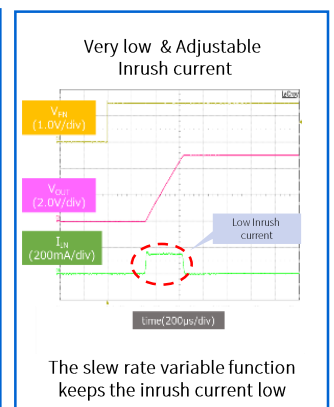 Very low & Adjustable
Inrush current
LeCroy
VEN
(1.0V/div)
VOUT
(2.0V/div)
Low Inrush
current
IIN
(200mA/div)
time(200μs/div)
The slew rate variable function
keeps the inrush current low